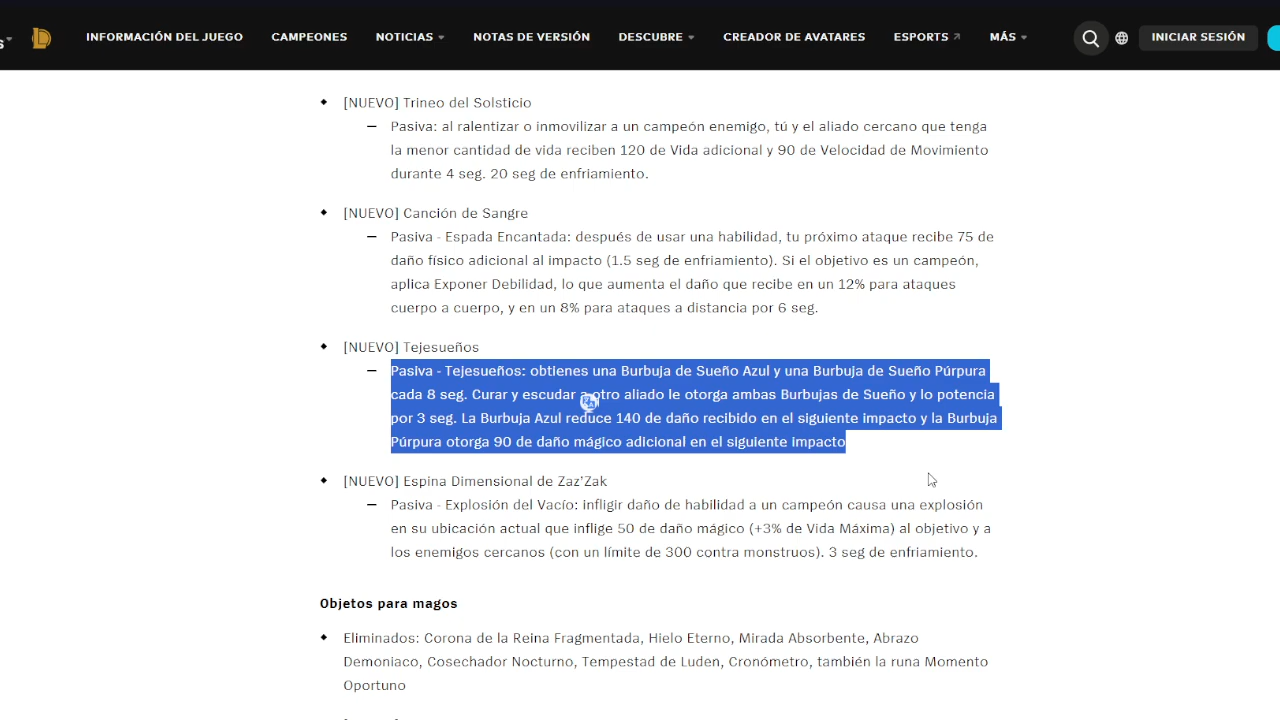 s
INFORMACIÓN DEL JUEGO CAMPEONES NOTICIAS NOTAS DE VERSIÓN DESCUBRE CREADOR DE AVATARES ESPORTS MÁS INICIAR SESIÓN
[NUEVO] Trineo del Solsticio
Pasiva: al ralentizar o inmovilizar a un campeón enemigo, tú y el aliado cercano que tenga
la menor cantidad de vida reciben 120 de Vida adicional y 90 de Velocidad de Movimiento
durante 4 seg. 20 seg de enfriamiento.
[NUEVO] Canción de Sangre
Pasiva - Espada Encantada: después de usar una habilidad, tu próximo ataque recibe 75 de
daño físico adicional al impacto (1.5 seg de enfriamiento). Si el objetivo es un campeón,
aplica Exponer Debilidad, lo que aumenta el daño que recibe en un 12% para ataques
cuerpo a cuerpo, y en un 8% para ataques a distancia por 6 seg.
[NUEVO] Tejesueños
Pasiva - Tejesueños: obtienes una Burbuja de Sueño Azul y una Burbuja de Sueño Púrpura
cada 8 seg. Curar y escudar a otro aliado le otorga ambas Burbujas de Sueño y lo potencia
por 3 seg. La Burbuja Azul reduce 140 de daño recibido en el siguiente impacto y la Burbuja
Púrpura otorga 90 de daño mágico adicional en el siguiente impacto
[NUEVO] Espina Dimensional de Zaz’Zak
Pasiva - Explosión del Vacío: infligir daño de habilidad a un campeón causa una explosión
en su ubicación actual que inflige 50 de daño mágico (+3% de Vida Máxima) al objetivo y a
los enemigos cercanos (con un límite de 300 contra monstruos). 3 seg de enfriamiento.
Objetos para magos
Eliminados: Corona de la Reina Fragmentada, Hielo Eterno, Mirada Absorbente, Abrazo
Demoniaco, Cosechador Nocturno, Tempestad de Luden, Cronómetro, también la runa Momento
Oportuno